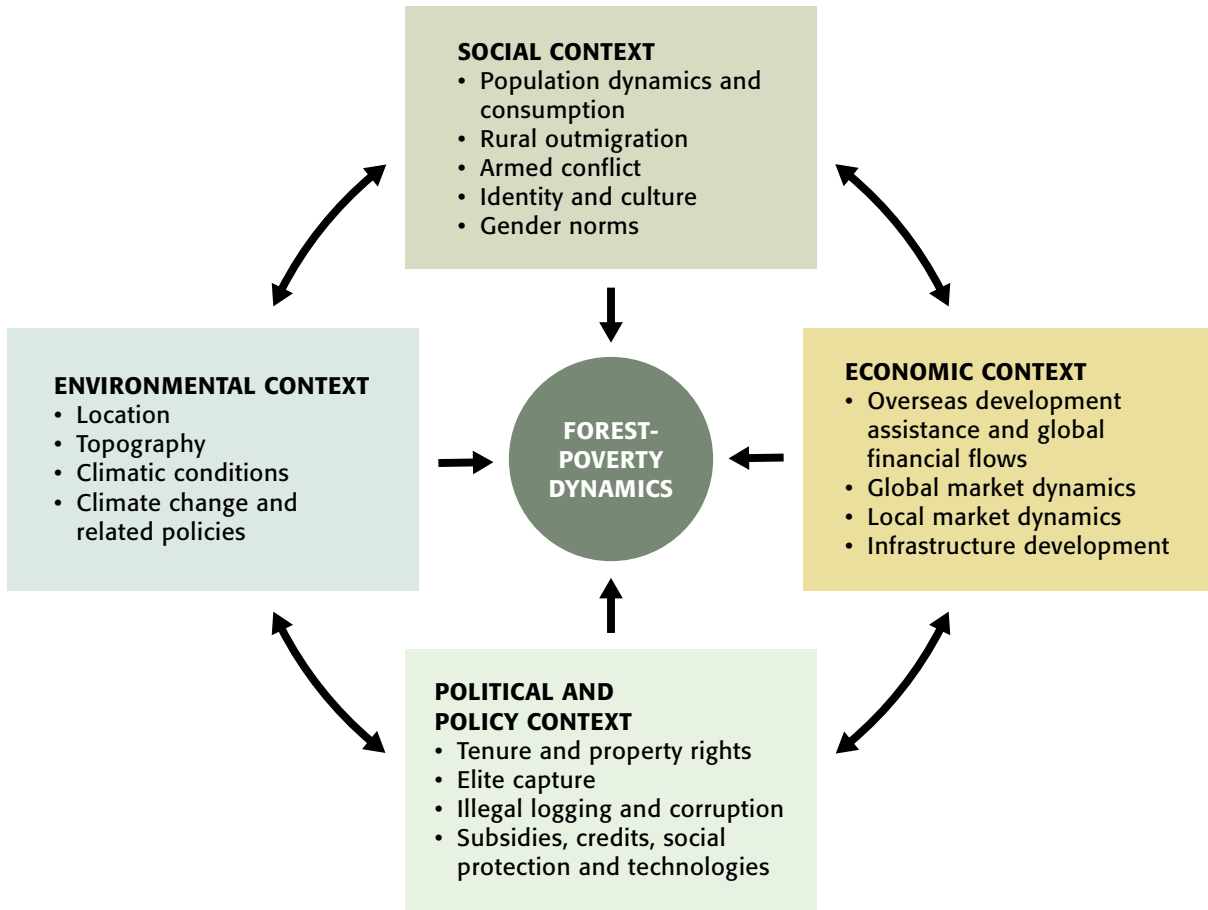 SOCIAL CONTEXT
• Population dynamics and
consumption
• Rural outmigration
• Armed conflict
• Identity and culture
• Gender norms
ENVIRONMENTAL CONTEXT
• Location
• Topography
• Climatic conditions
• Climate change and
related policies
FOREST-
POVERTY
DYNAMICS
ECONOMIC CONTEXT
• Overseas development
assistance and global
financial flows
• Global market dynamics
• Local market dynamics
• Infrastructure development
POLITICAL AND
POLICY CONTEXT
• Tenure and property rights
• Elite capture
• Illegal logging and corruption
• Subsidies, credits, social
protection and technologies